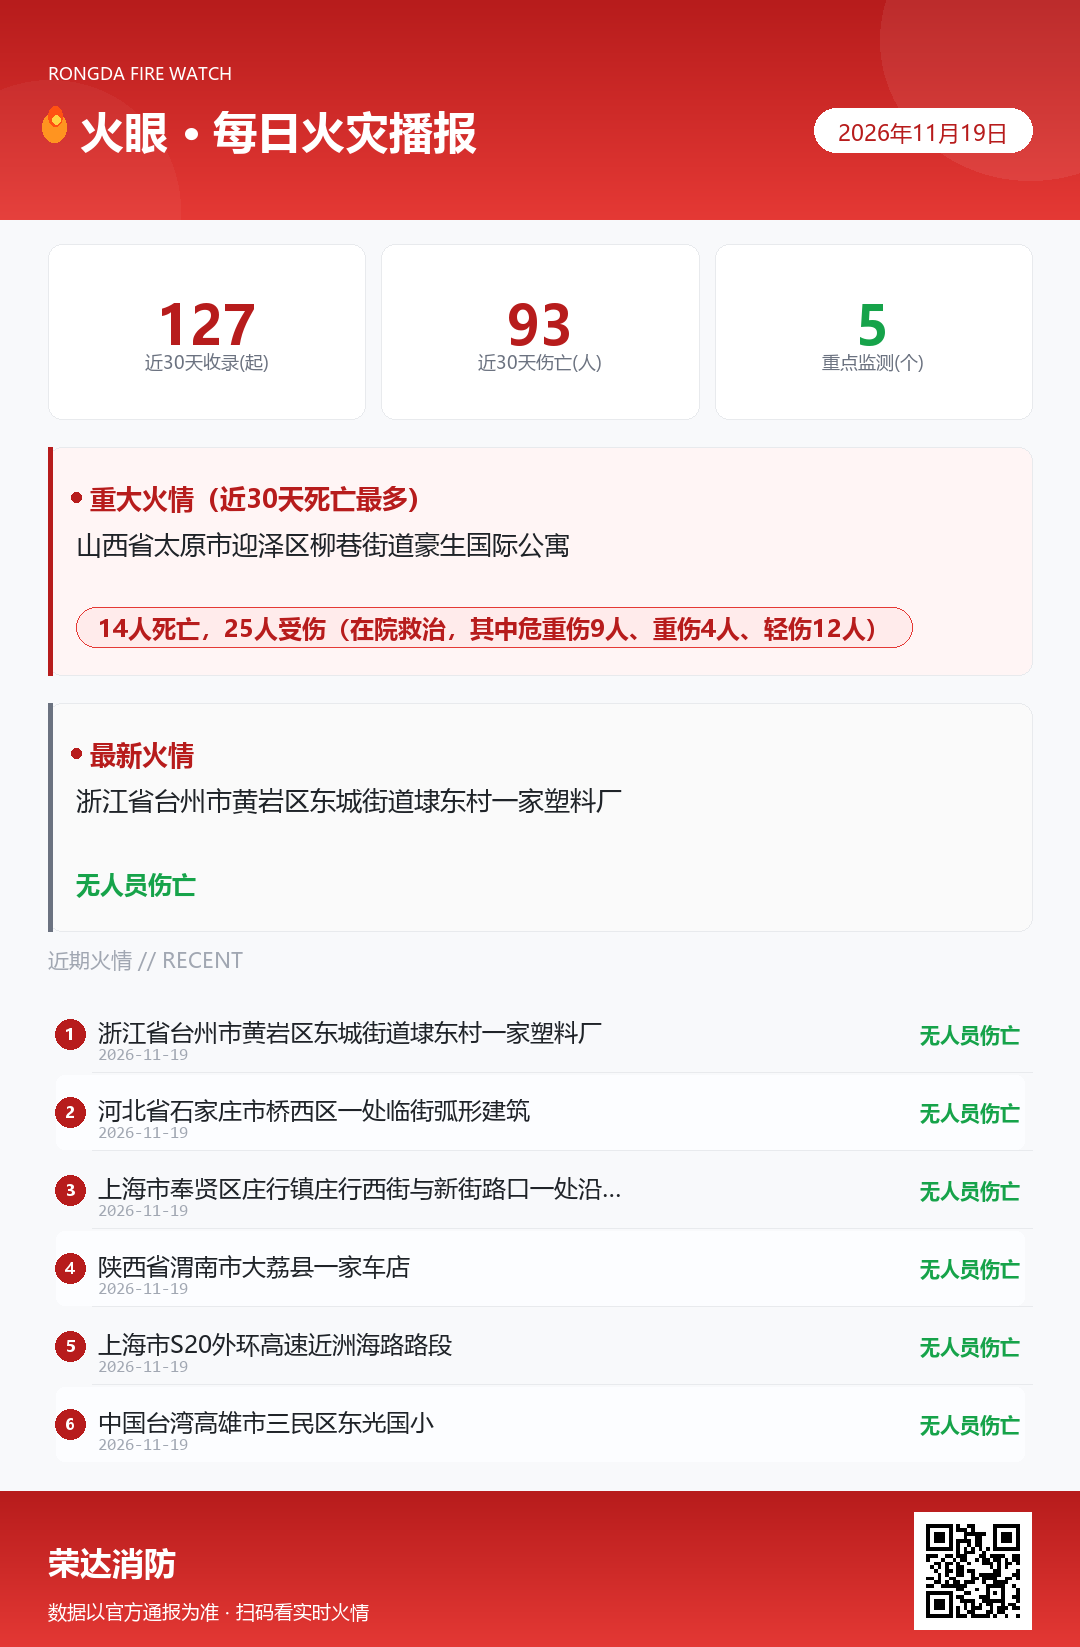 RONGDA FIRE WATCH
火眼·每日火灾播报
2026年11月19日
127
近30天收录(起)
93
近30天伤亡(人)
5
重点监测(个)
重大火情（近30天死亡最多）
山西省太原市迎泽区柳巷街道豪生国际公寓
14人死亡，25人受伤（在院救治，其中危重伤9人、重伤4人、轻伤12人）
最新火情
浙江省台州市黄岩区东城街道埭东村一家塑料厂
无人员伤亡
近期火情 // RECENT
1 浙江省台州市黄岩区东城街道埭东村一家塑料厂 无人员伤亡
2026-11-19
2 河北省石家庄市桥西区一处临街弧形建筑 无人员伤亡
2026-11-19
3 上海市奉贤区庄行镇庄行西街与新街路口一处沿... 无人员伤亡
2026-11-19
4 陕西省渭南市大荔县一家车店 无人员伤亡
2026-11-19
5 上海市S20外环高速近洲海路路段 无人员伤亡
2026-11-19
6 中国台湾高雄市三民区东光国小 无人员伤亡
2026-11-19
荣达消防
数据以官方通报为准 · 扫码看实时火情